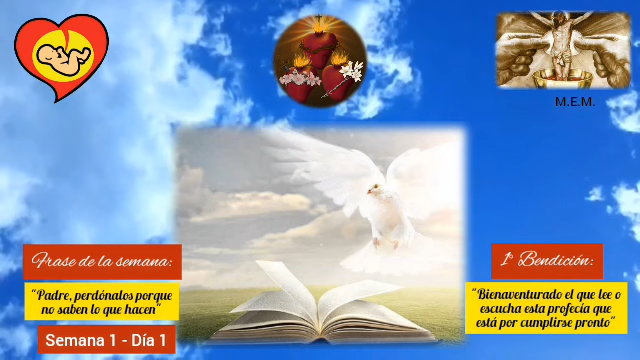 M.E.M.
Frase de la semana:
"Padre, perdónalos porque
no saben lo que hacen"
Semana 1 - Día 1
1ª Bendición:
"Bienaventurado el que lee o
escucha esta profecía que
está por cumplirse pronto"